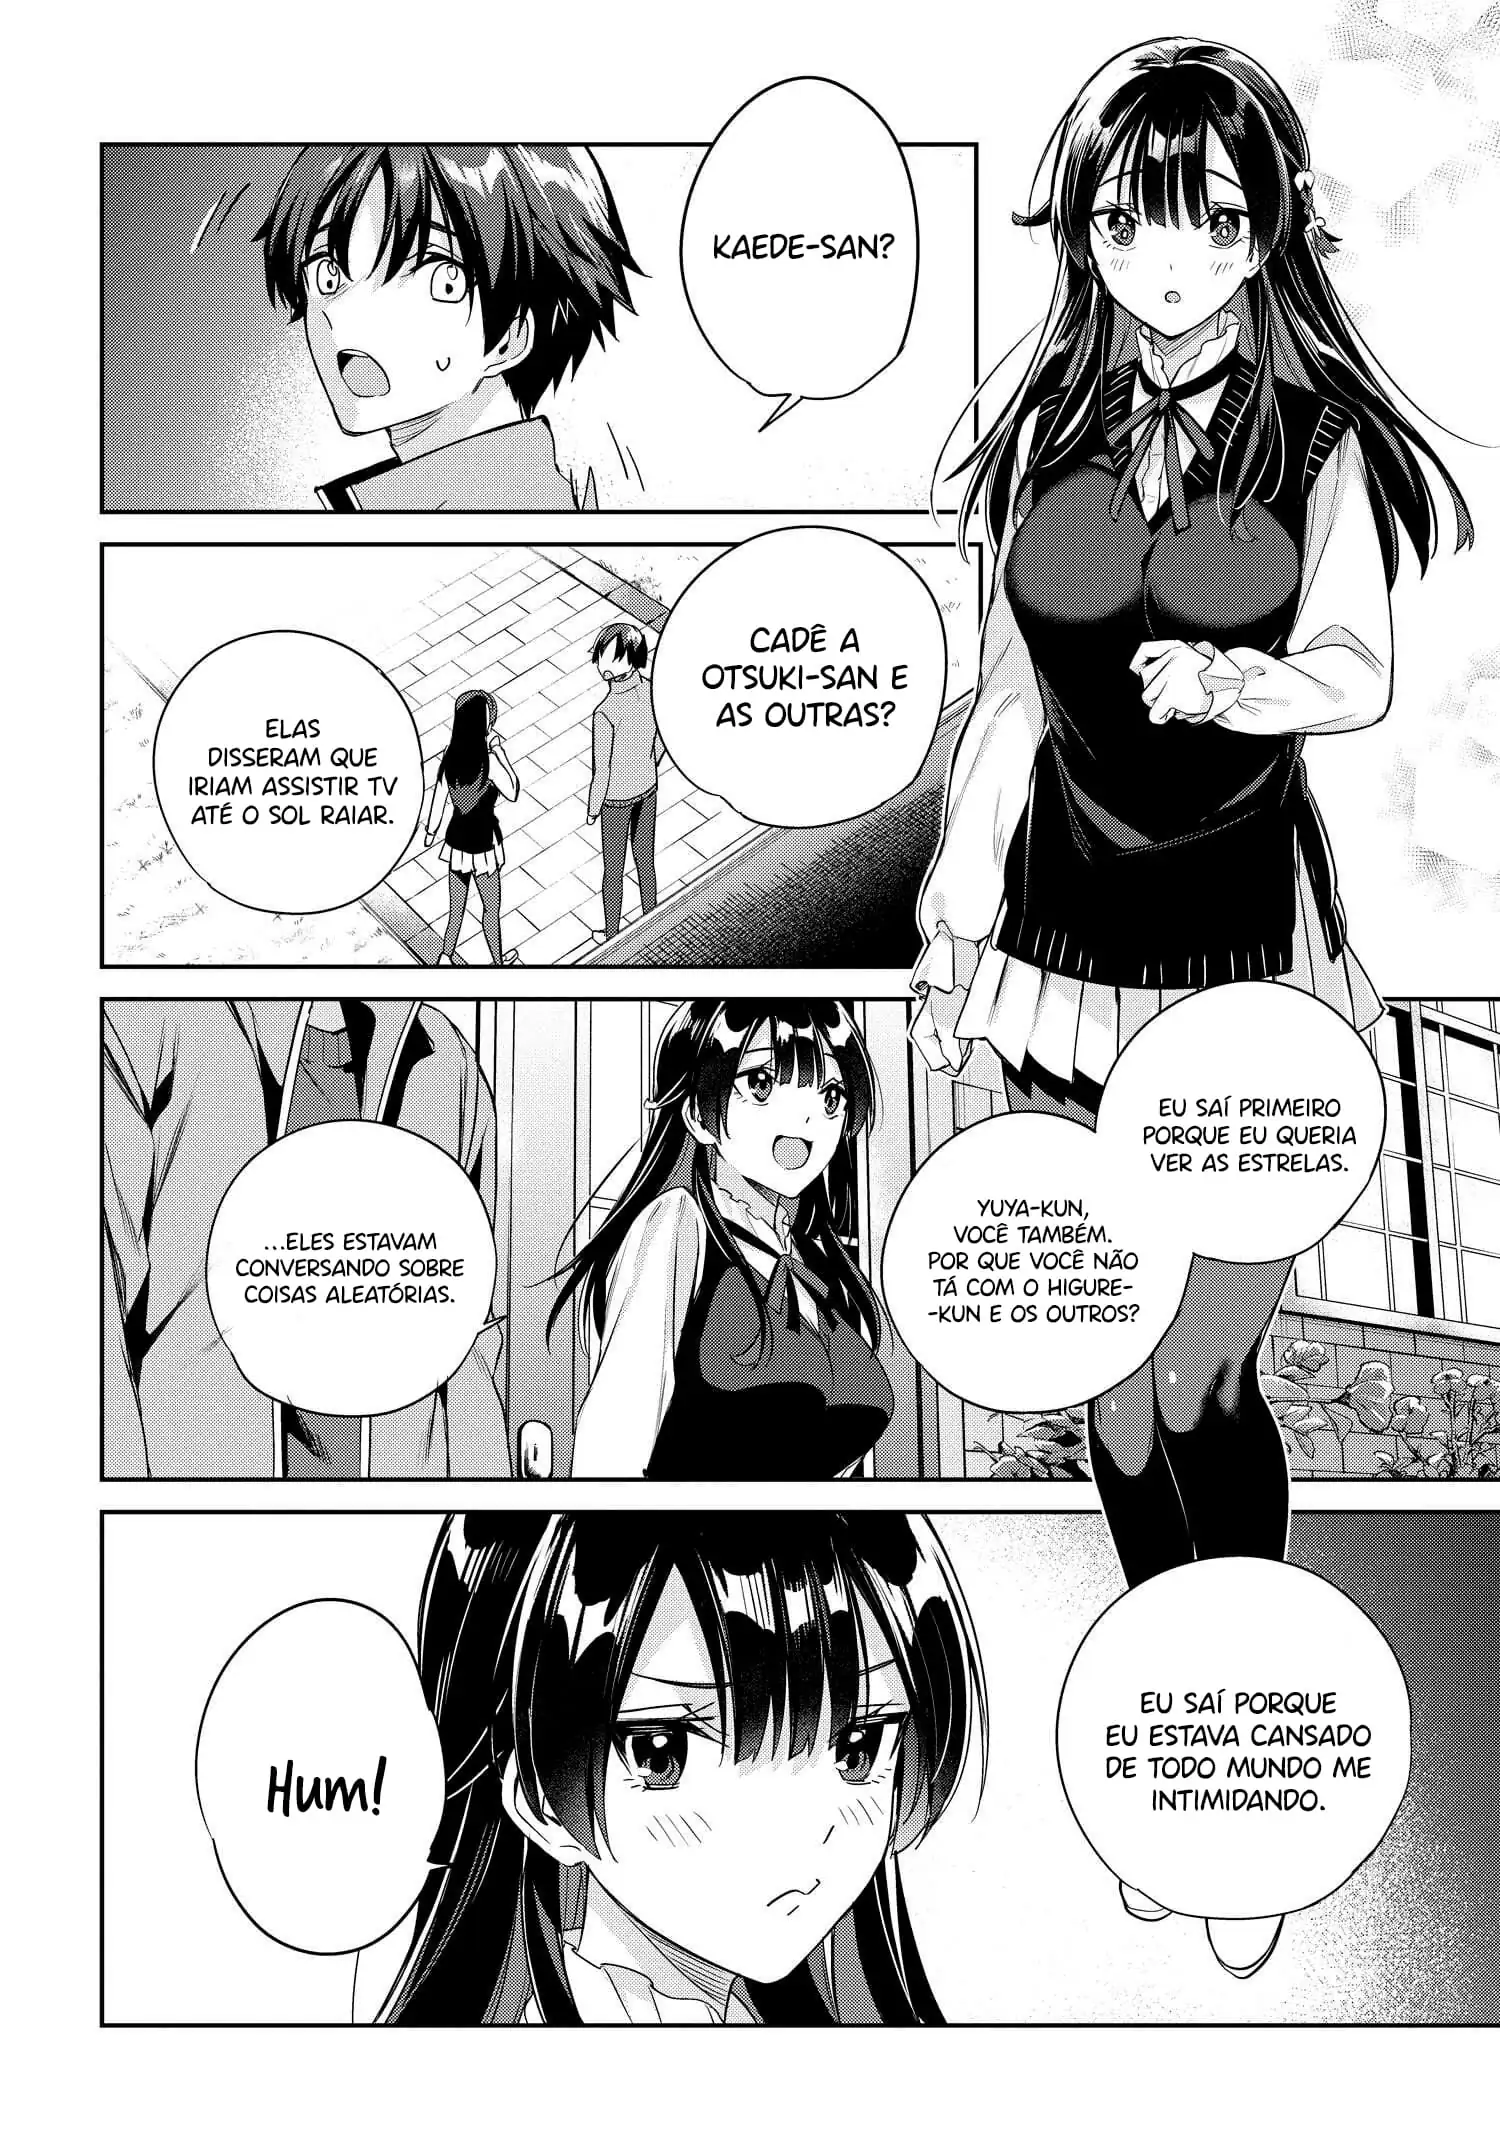 KAEDE-SAN?
CADÊ A
OTSUKI-SAN E
AS OUTRAS?
ELAS
DISSERAM QUE
IRIAM ASSISTIR TV
ATÉ O SOL RAIAR.
EU SAÍ PRIMEIRO
PORQUE EU QUERIA
VER AS ESTRELAS.
YUYA-KUN,
VOCÊ TAMBÉM.
POR QUE VOCÊ NÃO
TÁ COM O HIGURE-
-KUN E OS OUTROS?
...ELES ESTAVAM
CONVERSANDO SOBRE
COISAS ALEATÓRIAS.
EU SAÍ PORQUE
EU ESTAVA CANSADO
DE TODO MUNDO ME
INTIMIDANDO.
Hum!